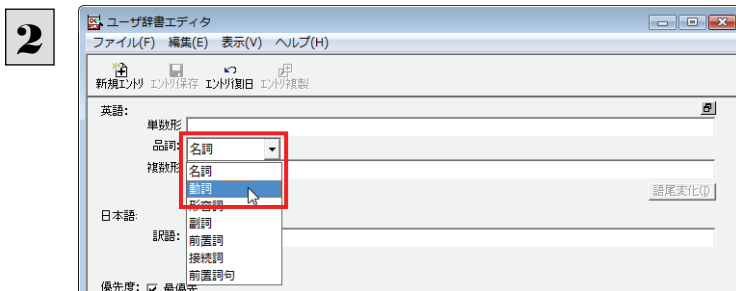 2
ユーザ辞書エディタ
ファイル(F) 編集(E) 表示(V) ヘルプ(H)
新規エントリ エントリ保存 エントリ復旧 エントリ複製
英語:
単数形
品詞: 名詞
複数形 名詞
動詞
語尾変化(I)
形容詞
日本語:
副詞
訳語: 前置詞
接続詞
前置詞句
優先度: 最優先